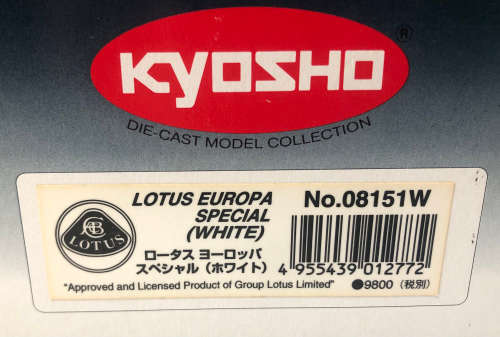 KYOSHO
®
DIE-CAST MODEL COLLECTION
LOTUS EUROPA
SPECIAL
(WHITE)
ロータス ヨーロッパ
スペシャル（ホワイト）
LOTUS
No.08151W
4 955439 012772
"Approved and Licensed Product of Group Lotus Limited"
●9800（税別）